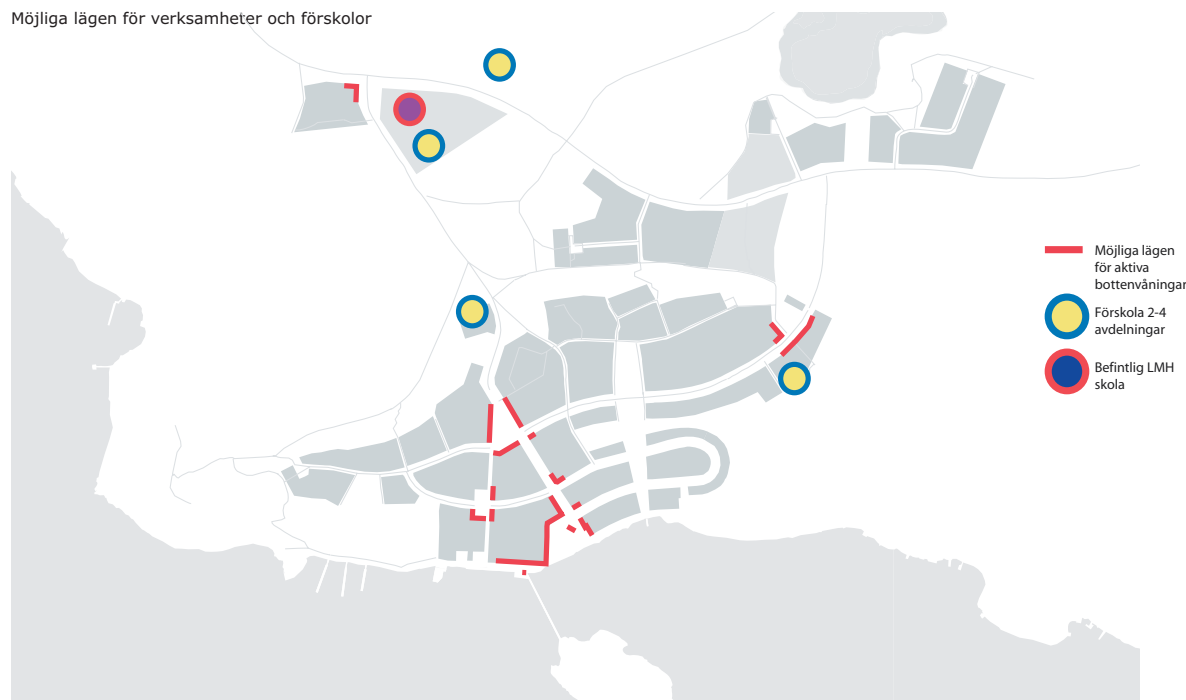 Möjliga lägen för verksamheter och förskolor
Möjliga lägen
för aktiva
bottenvåningar
Förskola 2-4
avdelningar
Befintlig LMH
skola